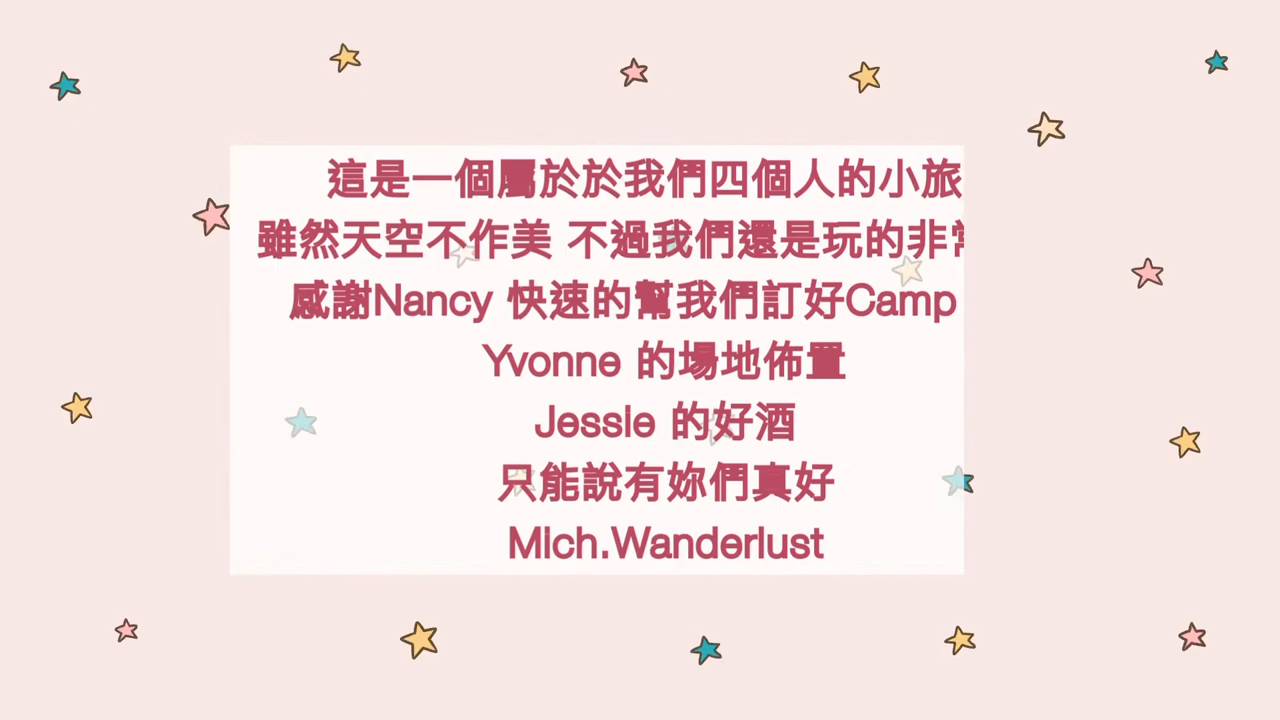 這是一個屬於於我們四個人的小旅
雖然天空不作美 不過我們還是玩的非
感謝Nancy 快速的幫我們訂好Camp
Yvonne 的場地佈置
Jessie 的好酒
只能說有妳們真好
Mich.Wanderlust